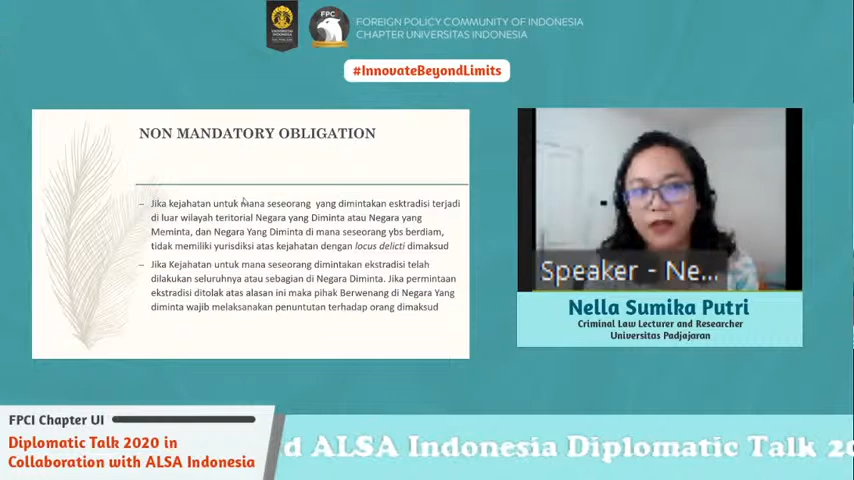 FPC
FOREIGN POLICY COMMUNITY OF INDONESIA
CHAPTER UNIVERSITAS INDONESIA
#InnovateBeyondLimits
NON MANDATORY OBLIGATION
– Jika kejahatan untuk mana seseorang yang dimintakan esktradisi terjadi
di luar wilayah teritorial Negara yang Diminta atau Negara yang
Meminta, dan Negara Yang Diminta di mana seseorang ybs berdiam,
tidak memiliki yurisdiksi atas kejahatan dengan locus delicti dimaksud
– Jika Kejahatan untuk mana seseorang dimintakan ekstradisi telah
dilakukan seluruhnya atau sebagian di Negara Diminta. Jika permintaan
ekstradisi ditolak atas alasan ini maka pihak Berwenang di Negara Yang
diminta wajib melaksanakan penuntutan terhadap orang dimaksud
Speaker - Ne...
Nella Sumika Putri
Criminal Law Lecturer and Researcher
Universitas Padjajaran
FPCI Chapter UI
Diplomatic Talk 2020 in
Collaboration with ALSA Indonesia
d ALSA Indonesia Diplomatic Talk 20